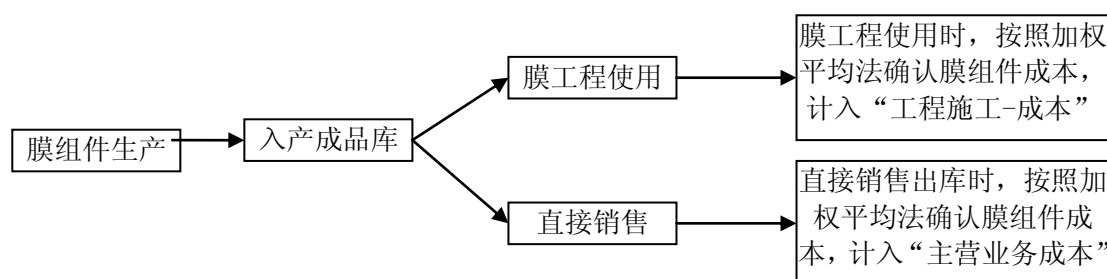 膜组件生产
入产成品库
膜工程使用
膜工程使用时，按照加权
平均法确认膜组件成本，
计入“工程施工-成本”
直接销售
直接销售出库时，按照加
权平均法确认膜组件成
本，计入“主营业务成本”